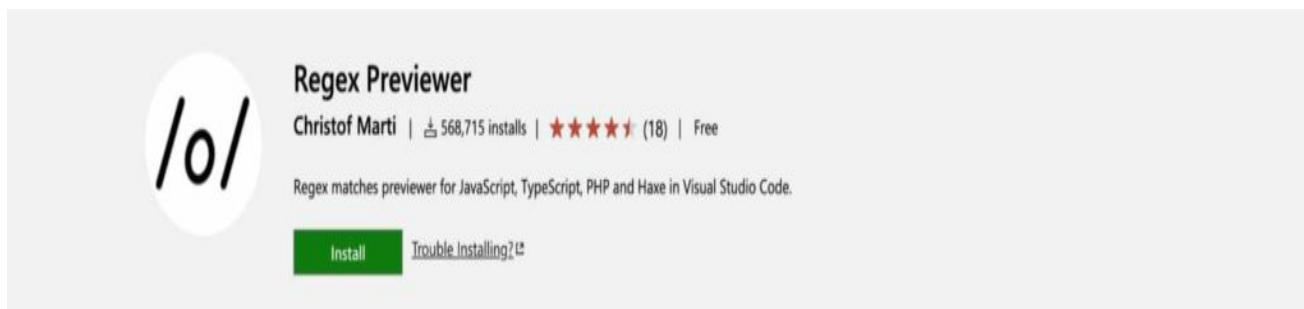 /o/
Regex Previewer
Christof Marti | 568,715 installs | (18) | Free
Regex matches previewer for JavaScript, TypeScript, PHP and Haxe in Visual Studio Code.
Install Trouble Installing?